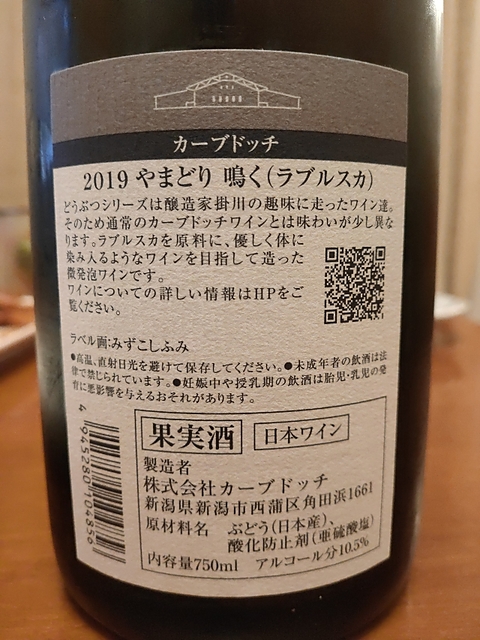 カーブドッチ
2019 やまどり 鳴く(ラブルスカ)
どうぶつシリーズは醸造家掛川の趣味に走ったワイン達。
そのため通常のカーブドッチワインとは味わいが少し異な
ります。ラブルスカを原料に、優しく体に
染み入るようなワインを目指して造った
微発泡ワインです。
ワインについての詳しい情報はHPをご
覧ください。
ラベル画:みずこしふみ
●高温、直射日光を避けて保存してください。●未成年者の飲酒は法
律で禁じられています。●妊娠中や授乳期の飲酒は胎児・乳児の発
育に悪影響を与えるおそれがあります。
4 945280 104856
果実酒 日本ワイン
製造者
株式会社カーブドッチ
新潟県新潟市西蒲区角田浜1661
原材料名 ぶどう(日本産)、
酸化防止剤(亜硫酸塩)
内容量750ml アルコール分10.5%